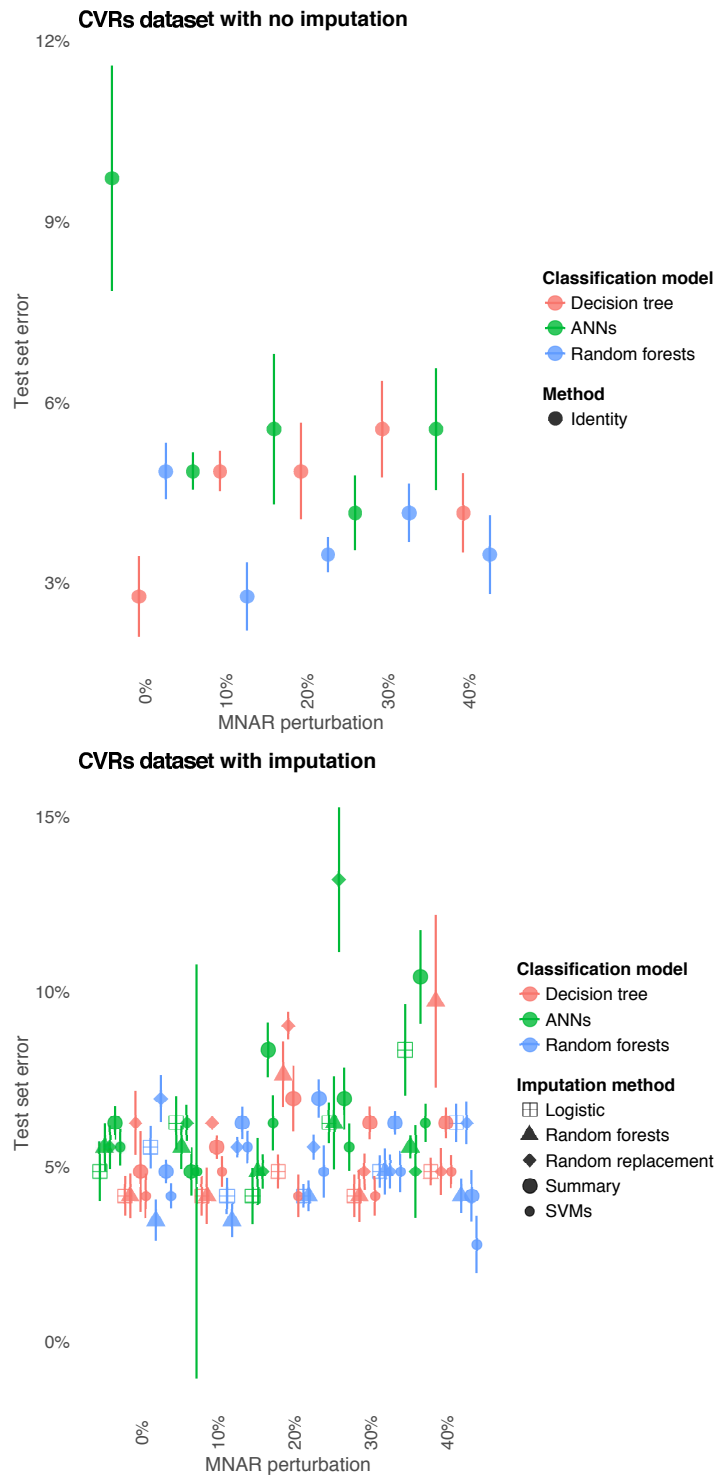 CVRs dataset with no imputation
12%
9%
6%
3%
Test set error
0%
10%
20%
30%
40%
MNAR perturbation
Classification model
Decision tree
ANNs
Random forests
Method
Identity
CVRs dataset with imputation
15%
10%
5%
0%
Test set error
0%
10%
20%
30%
40%
MNAR perturbation
Classification model
Decision tree
ANNs
Random forests
Imputation method
Logistic
Random forests
Random replacement
Summary
SVMs